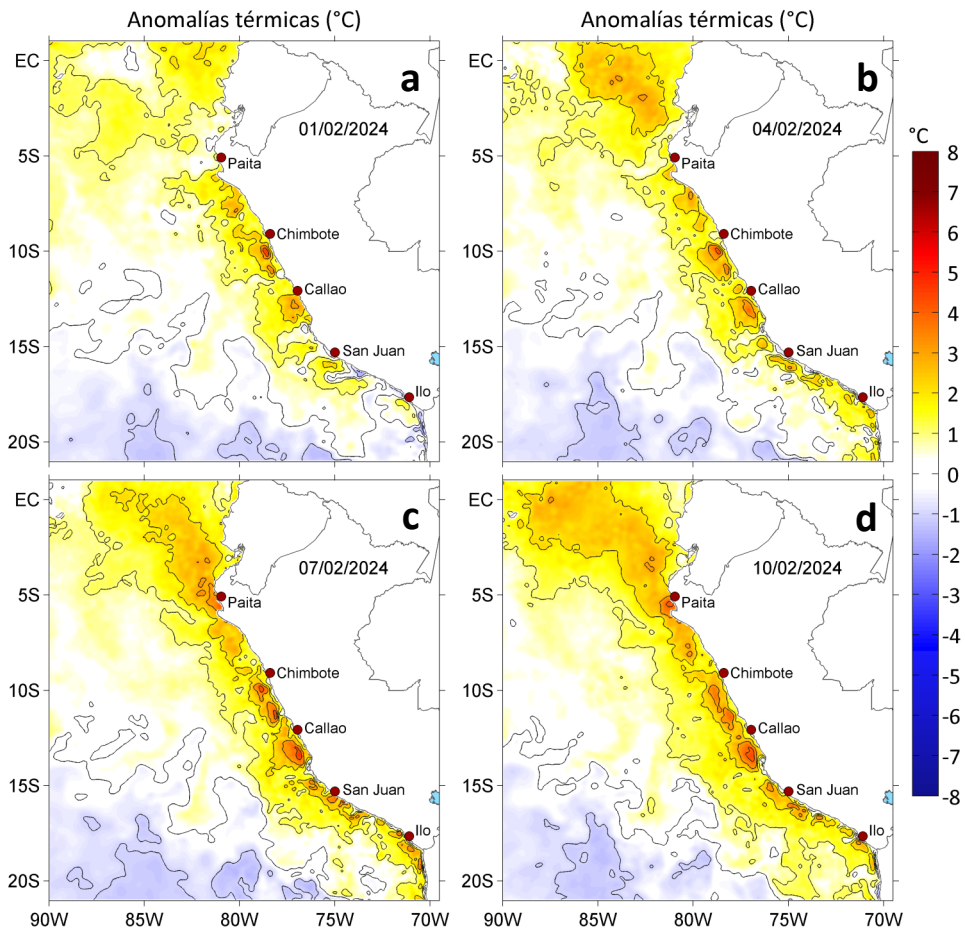 Anomalías térmicas (°C)
Anomalías térmicas (°C)
EC
5S
10S
15S
20S
a
01/02/2024
Paita
Chimbote
Callao
San Juan
Ilo
EC
5S
10S
15S
20S
b
04/02/2024
Paita
Chimbote
Callao
San Juan
Ilo
EC
5S
10S
15S
20S
c
07/02/2024
Paita
Chimbote
Callao
San Juan
Ilo
90W
85W
80W
75W
70W
EC
5S
10S
15S
20S
d
10/02/2024
Paita
Chimbote
Callao
San Juan
Ilo
90W
85W
80W
75W
70W
°C
8
7
6
5
4
3
2
1
0
-1
-2
-3
-4
-5
-6
-7
-8